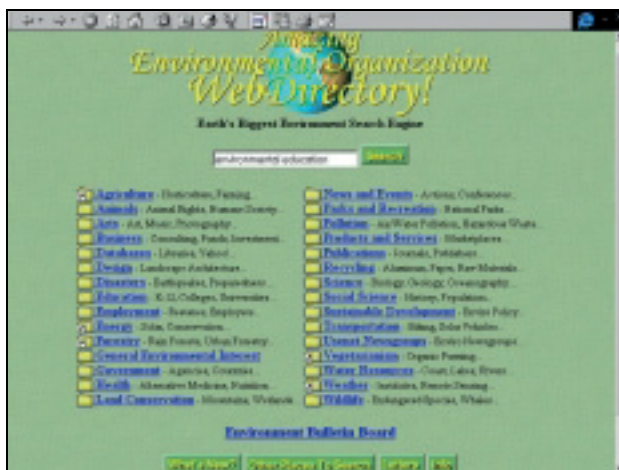 Amazing
Environmental Organization
WebDirectory!
Earth's Biggest Environment Search Engine
environmental education Search
Agriculture - Horticulture, Farming...
Animals - Animal Rights, Humane Society...
Arts - Art, Music, Photography...
Business - Consulting, Funds, Investment...
Databases - Libraries, Yahoo!...
Design - Landscape Architecture...
Disasters - Earthquakes, Preparedness...
Education - K-12, Colleges, Universities
Employment - Resumes, Employers...
Energy - Solar, Conservation...
Forestry - Rain Forests, Urban Forestry...
General Environmental Interest
Government - Agencies, Countries...
Health - Alternative Medicine, Nutrition...
Land Conservation - Mountains, Wetlands
News and Events - Actions, Conferences...
Parks and Recreation - National Parks...
Pollution - Air/Water Pollution, Hazardous Waste...
Products and Services - Marketplaces...
Publications - Journals, Publishers...
Recycling - Aluminum, Paper, Raw Materials...
Science - Biology, Geology, Oceanography...
Social Science - History, Population...
Sustainable Development - Enviro Policy...
Transportation - Biking, Solar Vehicles...
Usenet Newsgroups - Enviro Newsgroups...
Vegetarianism - Organic Farming...
Water Resources - Coast, Lakes, Rivers
Weather - Institutes, Remote Sensing...
Wildlife - Endangered Species, Whales...
Environment Bulletin Board
What's New?